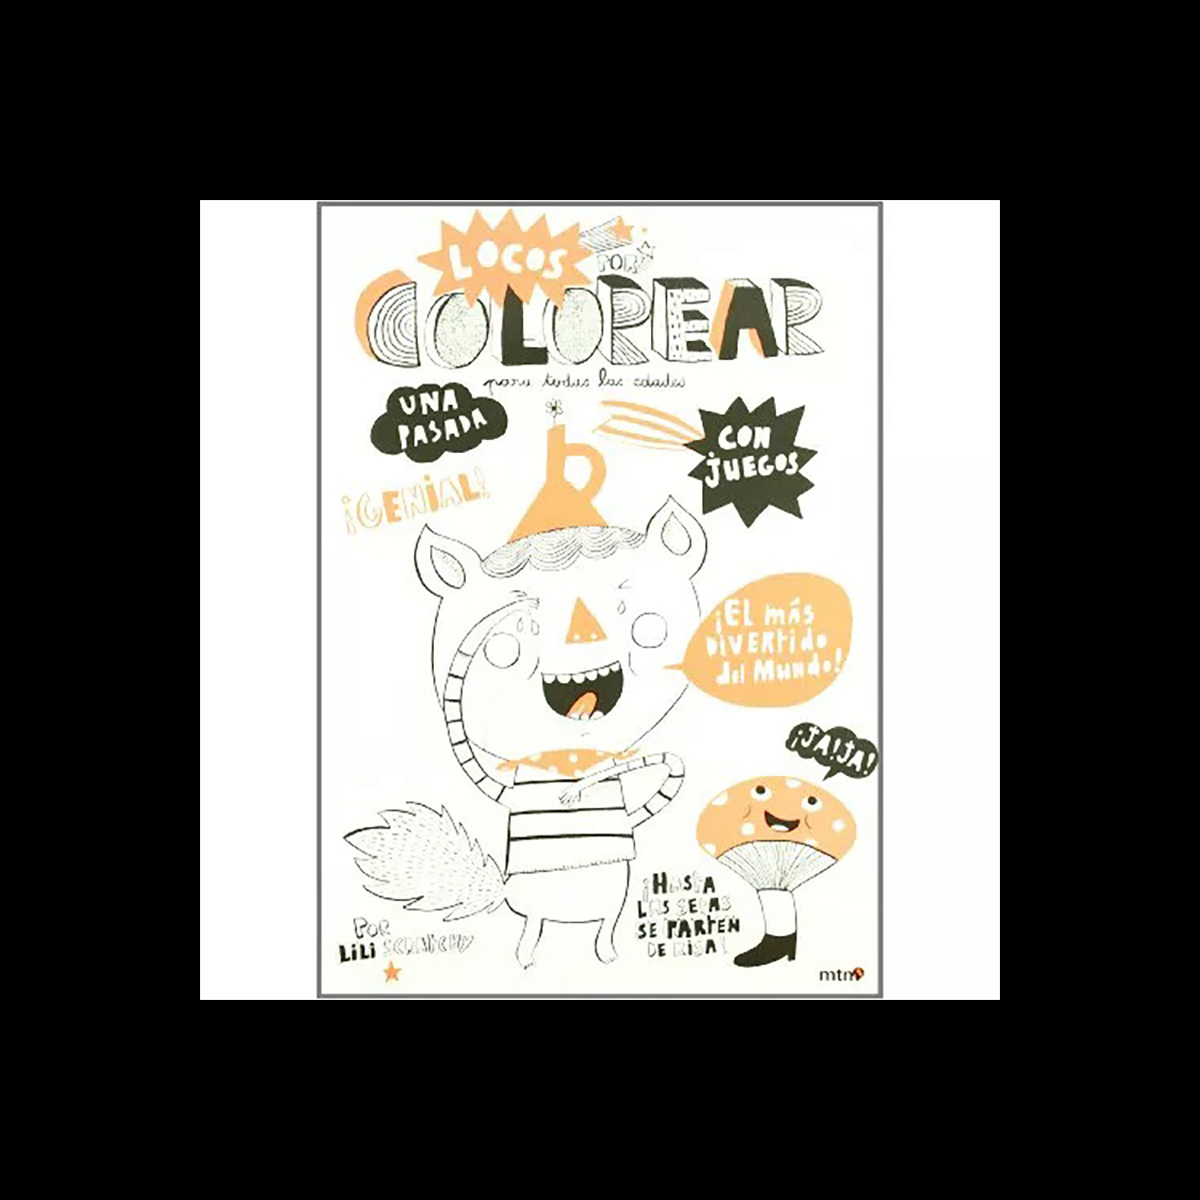 LOCOS
POR
COLOREAR
para todas las edades
UNA
PASADA
CON
JUEGOS
¡GENIAL!
¡EL MÁS
DIVERTIDO
del MUNDO!
¡JA!JA!
¡HASTA
LAS SETAS
SE PARTEN
DE RISA!
POR
LILI SCRATCHY
mtm